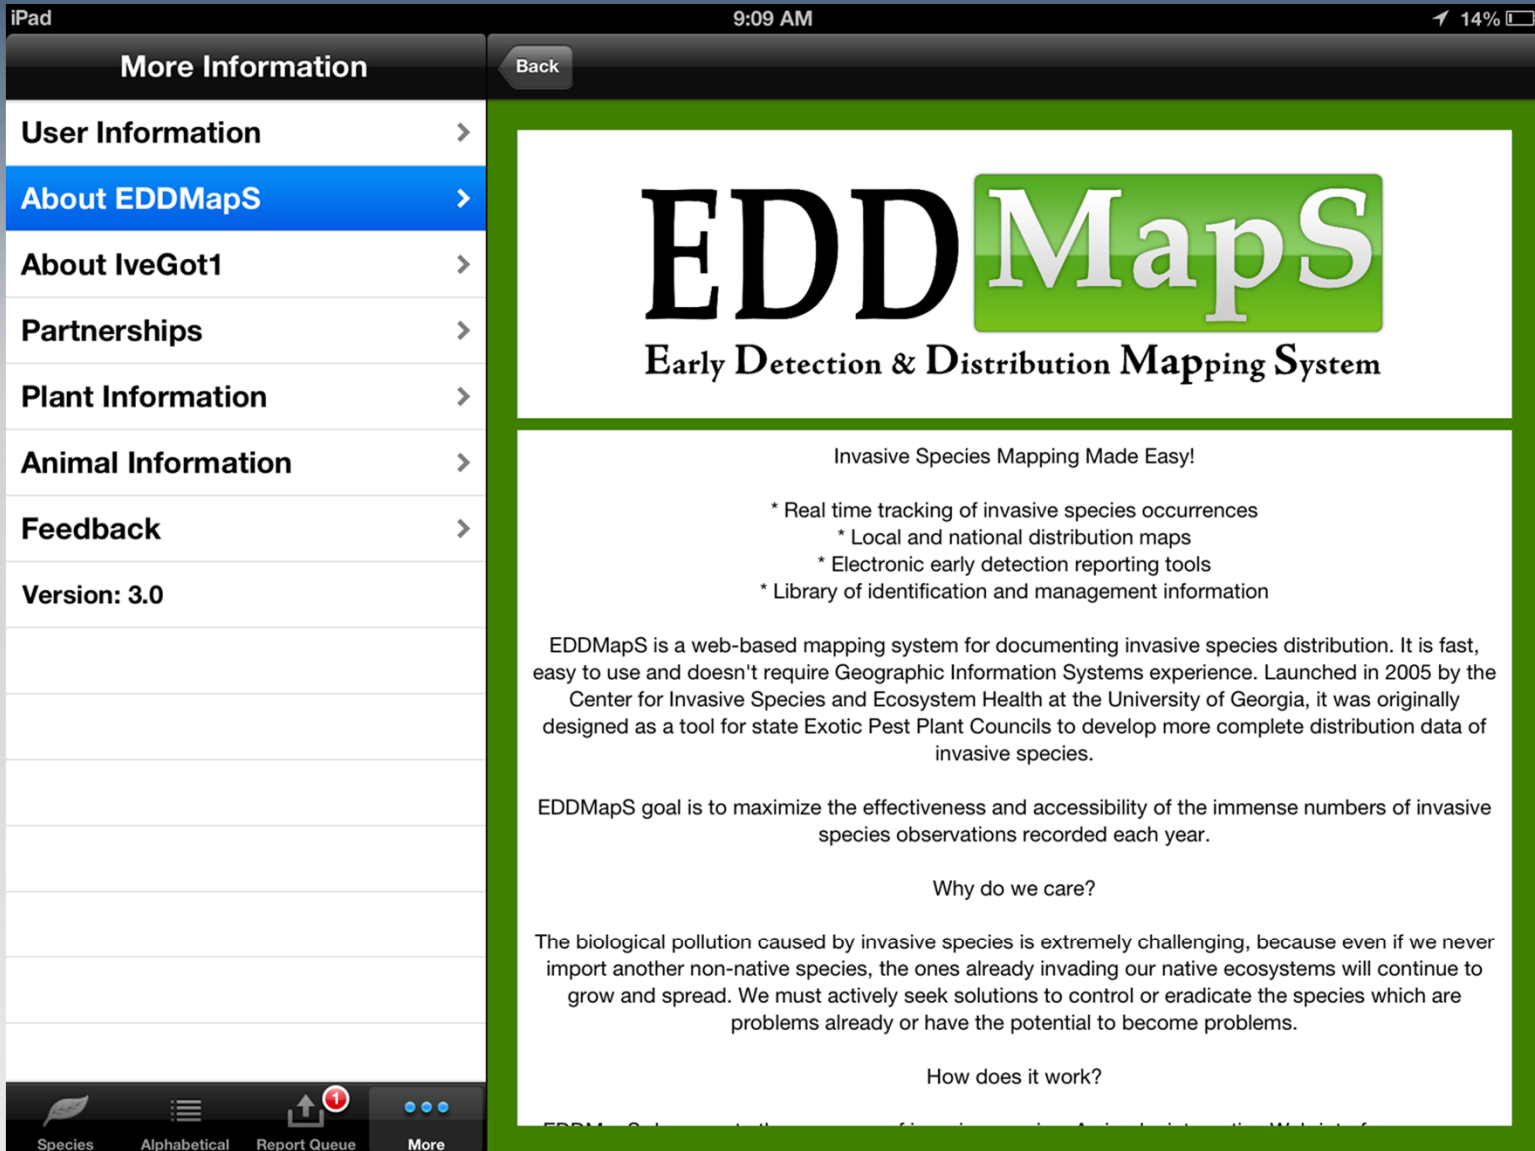 iPad
9:09 AM
14%
More Information
Back
User Information
About EDDMapS
About IveGot1
Partnerships
Plant Information
Animal Information
Feedback
Version: 3.0
EDDMapS
Early Detection & Distribution Mapping System
Invasive Species Mapping Made Easy!
* Real time tracking of invasive species occurrences
* Local and national distribution maps
* Electronic early detection reporting tools
* Library of identification and management information
EDDMapS is a web-based mapping system for documenting invasive species distribution. It is fast,
easy to use and doesn't require Geographic Information Systems experience. Launched in 2005 by the
Center for Invasive Species and Ecosystem Health at the University of Georgia, it was originally
designed as a tool for state Exotic Pest Plant Councils to develop more complete distribution data of
invasive species.
EDDMapS goal is to maximize the effectiveness and accessibility of the immense numbers of invasive
species observations recorded each year.
Why do we care?
The biological pollution caused by invasive species is extremely challenging, because even if we never
import another non-native species, the ones already invading our native ecosystems will continue to
grow and spread. We must actively seek solutions to control or eradicate the species which are
problems already or have the potential to become problems.
How does it work?
Species
Alphabetical
1
Report Queue
More